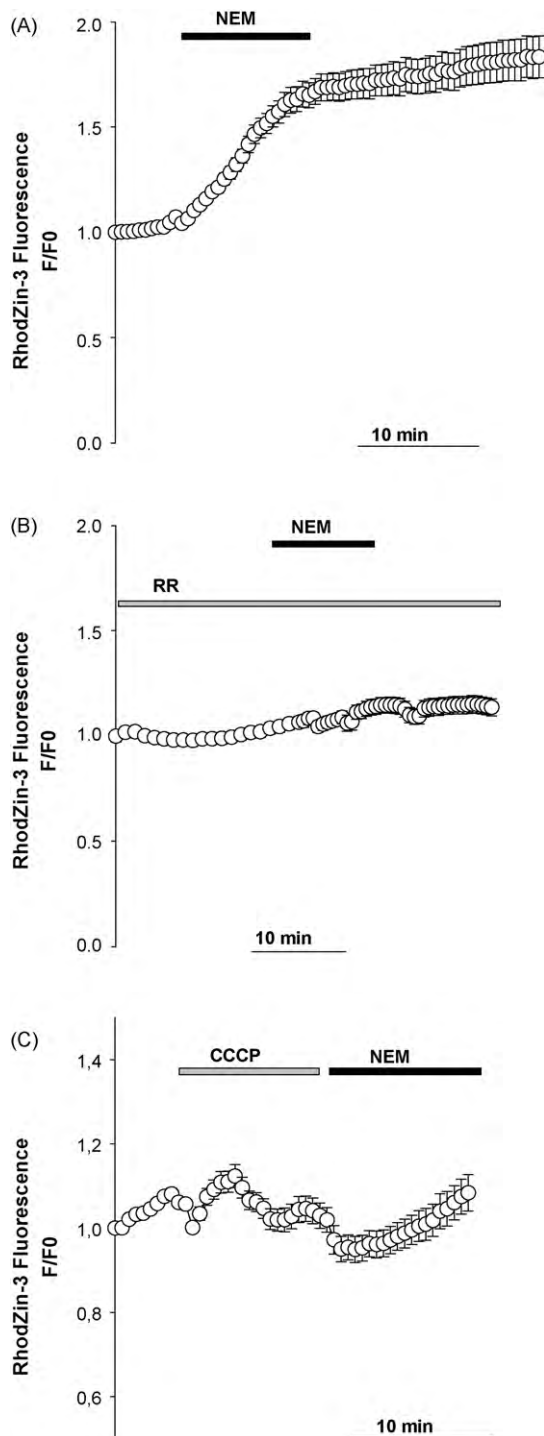 (A)
NEM
2.0
1.5
1.0
0.5
0.0
RhodZin-3 Fluorescence
F/F0
10 min
(B)
NEM
RR
2.0
1.5
1.0
0.5
0.0
RhodZin-3 Fluorescence
F/F0
10 min
(C)
CCCP
NEM
1,4
1,2
1,0
0,8
0,6
RhodZin-3 Fluorescence
F/F0
10 min